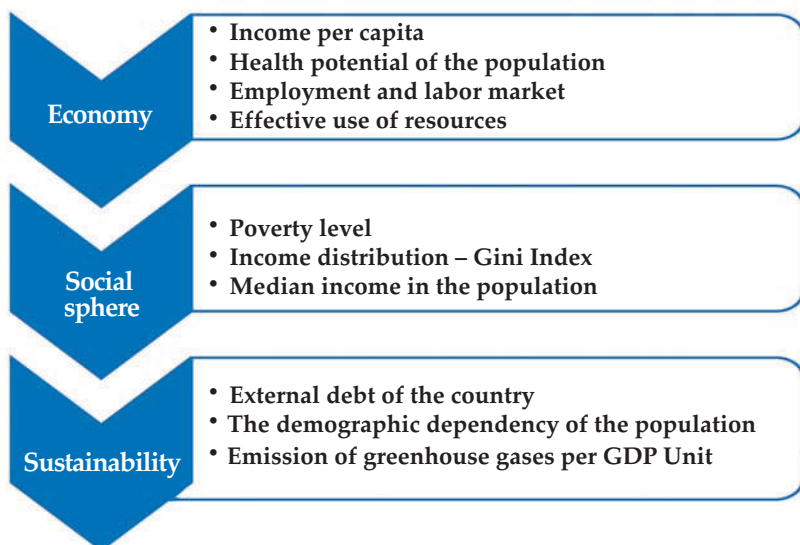 Economy
• Income per capita
• Health potential of the population
• Employment and labor market
• Effective use of resources
Social
sphere
• Poverty level
• Income distribution – Gini Index
• Median income in the population
Sustainability
• External debt of the country
• The demographic dependency of the population
• Emission of greenhouse gases per GDP Unit